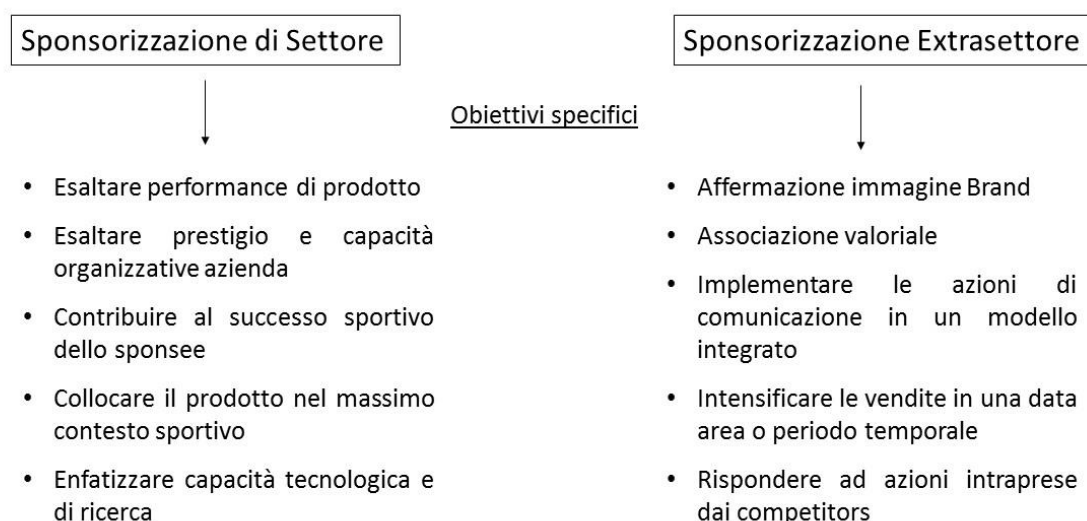 Sponsorizzazione di Settore
Sponsorizzazione Extrasettore
Obiettivi specifici
• Esaltare performance di prodotto
• Esaltare prestigio e capacità
organizzative azienda
• Contribuire al successo sportivo
dello sponsee
• Collocare il prodotto nel massimo
contesto sportivo
• Enfatizzare capacità tecnologica e
di ricerca
• Affermazione immagine Brand
• Associazione valoriale
• Implementare le azioni di
comunicazione in un modello
integrato
• Intensificare le vendite in una data
area o periodo temporale
• Rispondere ad azioni intraprese
dai competitors